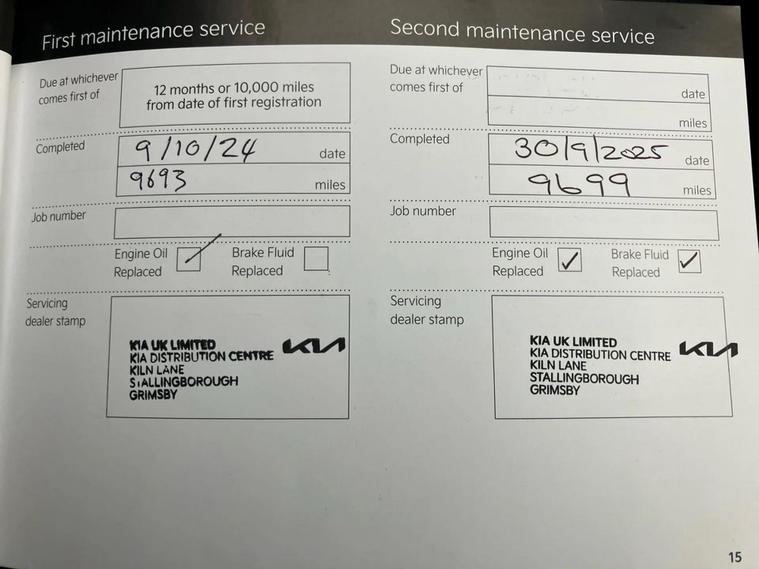 First maintenance service
Due at whichever
comes first of
12 months or 10,000 miles
from date of first registration
Completed
9/10/24 date
9693 miles
Job number
Engine Oil
Replaced
Brake Fluid
Replaced
Servicing
dealer stamp
KIA UK LIMITED
KIA DISTRIBUTION CENTRE
KILN LANE
STALLINGBOROUGH
GRIMSBY
KIA
Second maintenance service
Due at whichever
comes first of
date
miles
Completed
30/9/2025 date
9699 miles
Job number
Engine Oil
Replaced
Brake Fluid
Replaced
Servicing
dealer stamp
KIA UK LIMITED
KIA DISTRIBUTION CENTRE
KILN LANE
STALLINGBOROUGH
GRIMSBY
KIA
15